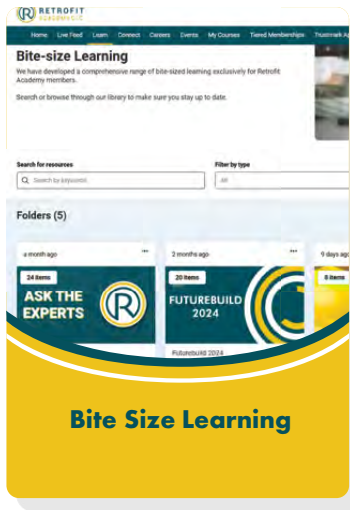 RETROFIT
ACADEMY CIC
Home Live Feed Learn Connect Careers Events My Courses Tiered Memberships Trustmark Ap
Bite-size Learning
We have developed a comprehensive range of bite-sized learning exclusively for Retrofit
Academy members.
Search or browse through our library to make sure you stay up to date.
Search for resources Filter by type
Search by keywords All
Folders (5)
a month ago 2 months ago 9 days ago
24 items 20 items 8 items
ASK THE
EXPERTS
R
FUTUREBUILD
2024
Futurebuild 2024
Bite Size Learning